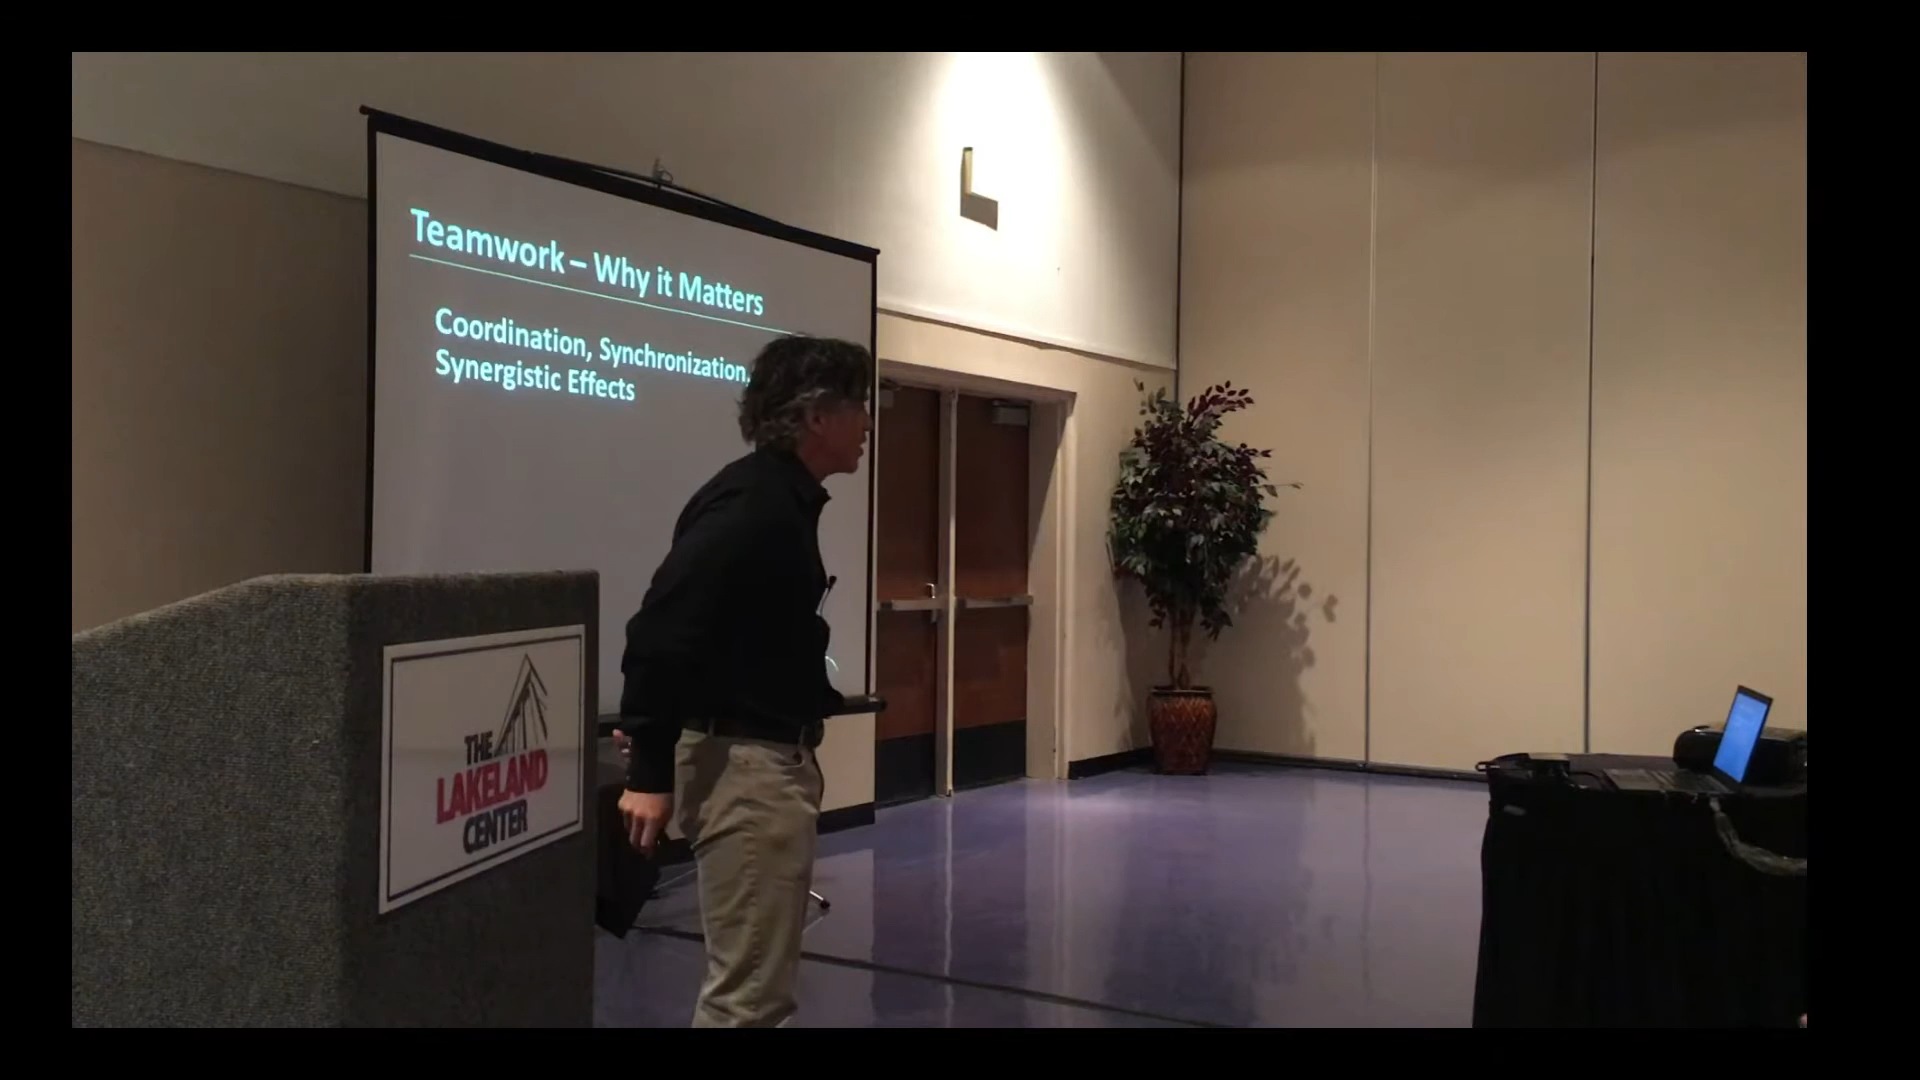 Teamwork – Why it Matters
Coordination, Synchronization,
Synergistic Effects
L
THE
LAKELAND
CENTER